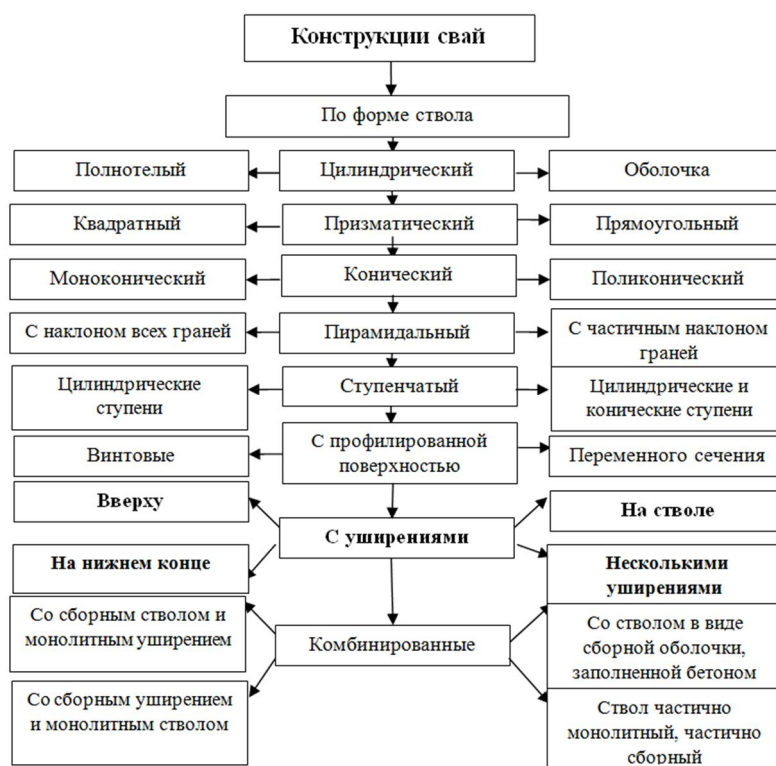 Конструкции свай
По форме ствола
Полнотелый
Цилиндрический
Оболочка
Квадратный
Призматический
Прямоугольный
Моноконический
Конический
Поликонический
С наклоном всех граней
Пирамидальный
С частичным наклоном
граней
Цилиндрические
ступени
Ступенчатый
Цилиндрические и
конические ступени
Винтовые
С профилированной
поверхностью
Переменного сечения
Вверху
С уширениями
На стволе
На нижнем конце
Несколькими
уширениями
Со сборным стволом и
монолитным уширением
Комбинированные
Со стволом в виде
сборной оболочки,
заполненной бетоном
Со сборным уширением
и монолитным стволом
Ствол частично
монолитный, частично
сборный